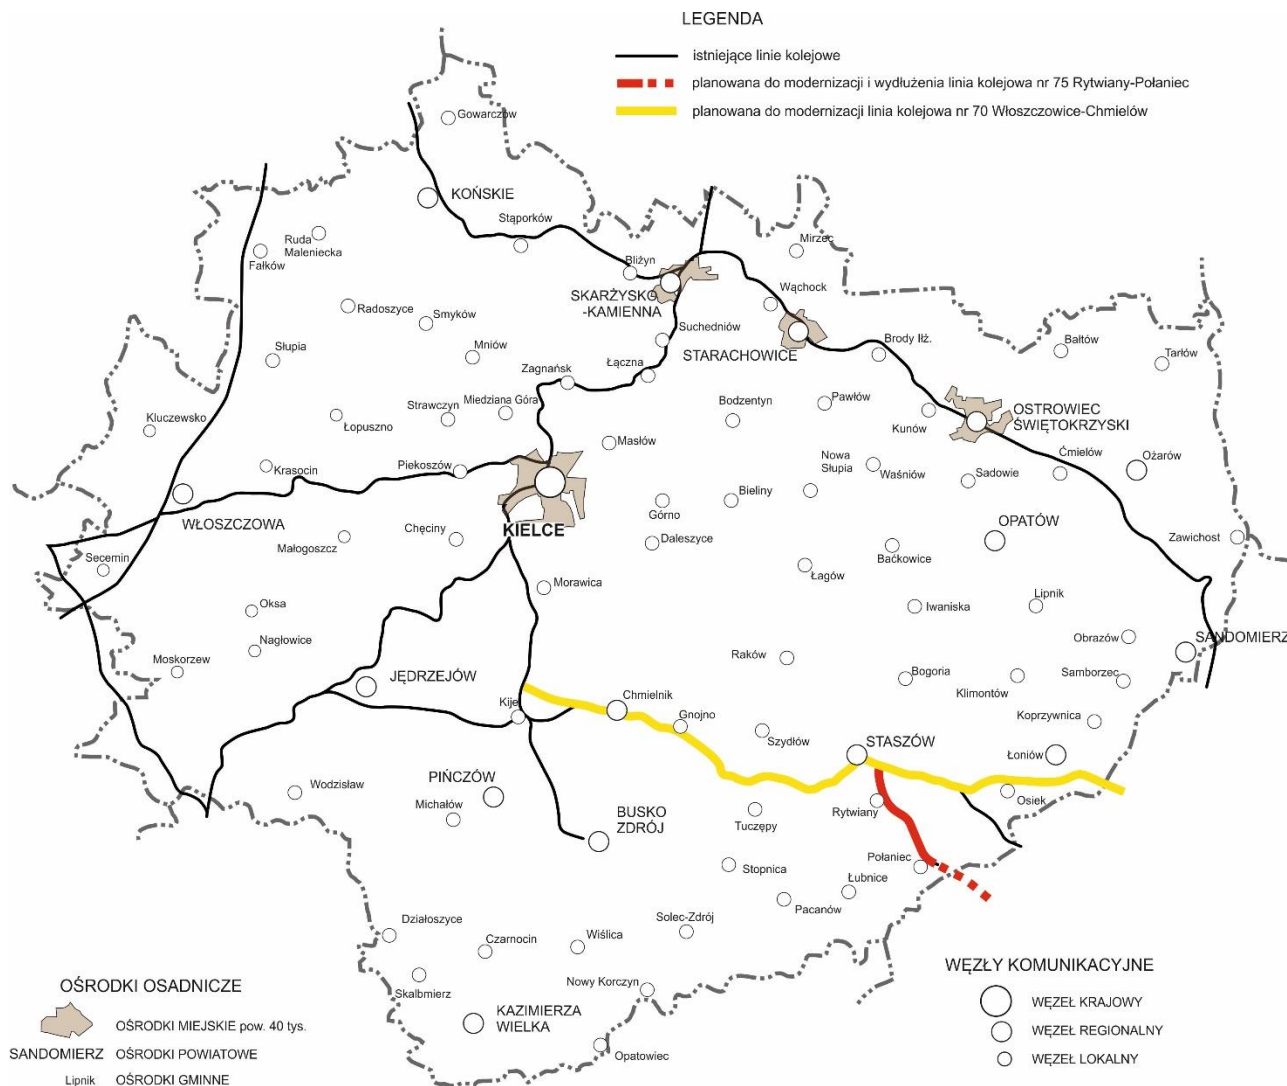 LEGENDA
istniejące linie kolejowe
planowana do modernizacji i wydłużenia linia kolejowa nr 75 Rytwiany-Połaniec
planowana do modernizacji linia kolejowa nr 70 Włoszczowice-Chmielów
Gowarczów
KOŃSKIE
Stąporków
Ruda
Maleniecka
Fałków
Mirzec
Bliżyn
SKARŻYSKO
-KAMIENNA
Wąchock
Radoszyce
Smyków
Suchedniów
STARACHOWICE
Brody Iłż.
Bałtów
Tarłów
Słupia
Mniów
Zagnańsk
Łączna
Kluczewsko
Łopuszno
Strawczyn
Miedziana Góra
Bodzentyn
Pawłów
Kunów
OSTROWIEC
ŚWIĘTOKRZYSKI
Masłów
Krasocin
Piekoszów
Nowa
Słupia
Waśniów
Sadowie
Ćmielów
Ożarów
WŁOSZCZOWA
Górno
Bieliny
KIELCE
Chęciny
Małogoszcz
Daleszyce
OPATÓW
Zawichost
Secemin
Baćkowice
Łagów
Morawica
Oksa
Iwaniska
Lipnik
Nagłowice
Obrazów
SANDOMIERZ
Moskorzew
Raków
JĘDRZEJÓW
Bogoria
Klimontów
Samborzec
Kije
Chmielnik
Gnojno
Koprzywnica
Szydłów
STASZÓW
Łoniów
Wodzisław
PIŃCZÓW
Michałów
Osiek
BUSKO
ZDRÓJ
Tuczępy
Rytwiany
Połaniec
Stopnica
Łubnice
Pacanów
Działoszyce
Solec-Zdrój
Czarnocin
Wiślica
Skalbmierz
Nowy Korczyn
KAZIMIERZA
WIELKA
Opatowiec
OŚRODKI OSADNICZE
OŚRODKI MIEJSKIE pow. 40 tys.
SANDOMIERZ OŚRODKI POWIATOWE
Lipnik OŚRODKI GMINNE
WĘZŁY KOMUNIKACYJNE
WĘZEŁ KRAJOWY
WĘZEŁ REGIONALNY
WĘZEŁ LOKALNY